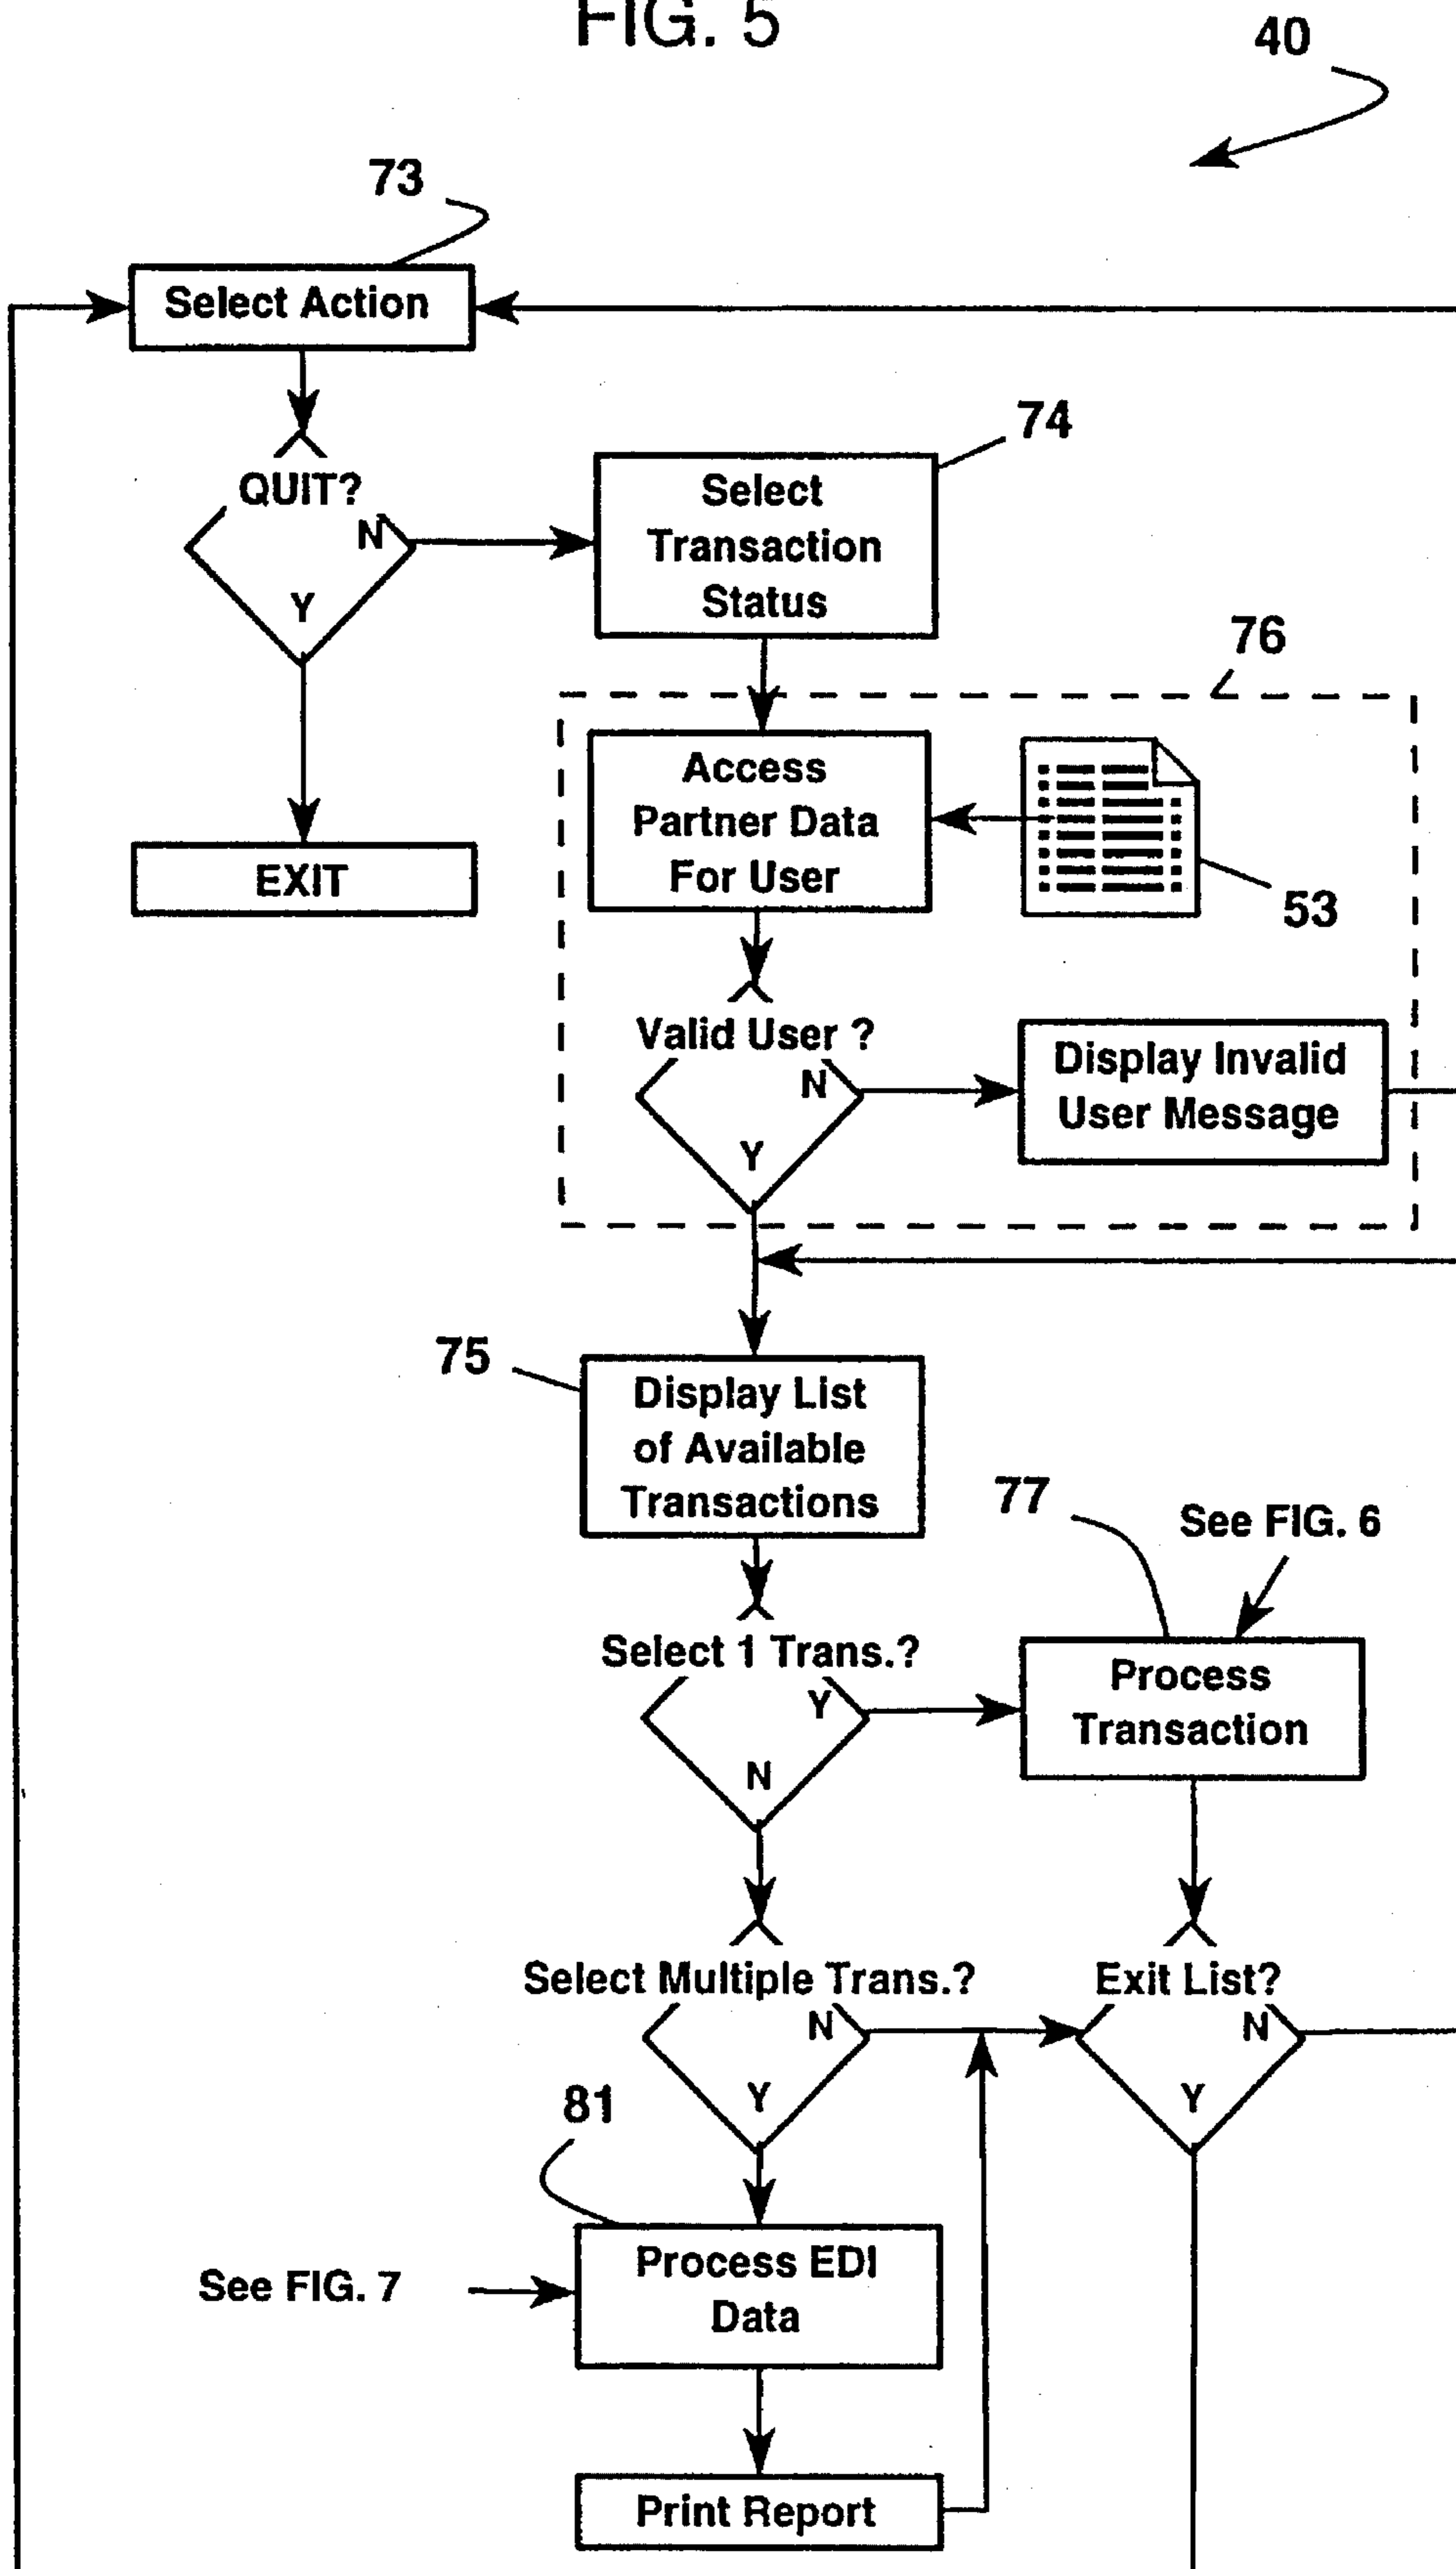 FIG. 5
40
73
Select Action
QUIT?
N
Y
74
Select
Transaction
Status
EXIT
76
Access
Partner Data
For User
53
Valid User ?
N
Y
Display Invalid
User Message
75
Display List
of Available
Transactions
77
See FIG. 6
Select 1 Trans.?
Y
N
Process
Transaction
Select Multiple Trans.?
N
Y
Exit List?
N
Y
81
See FIG. 7
Process EDI
Data
Print Report